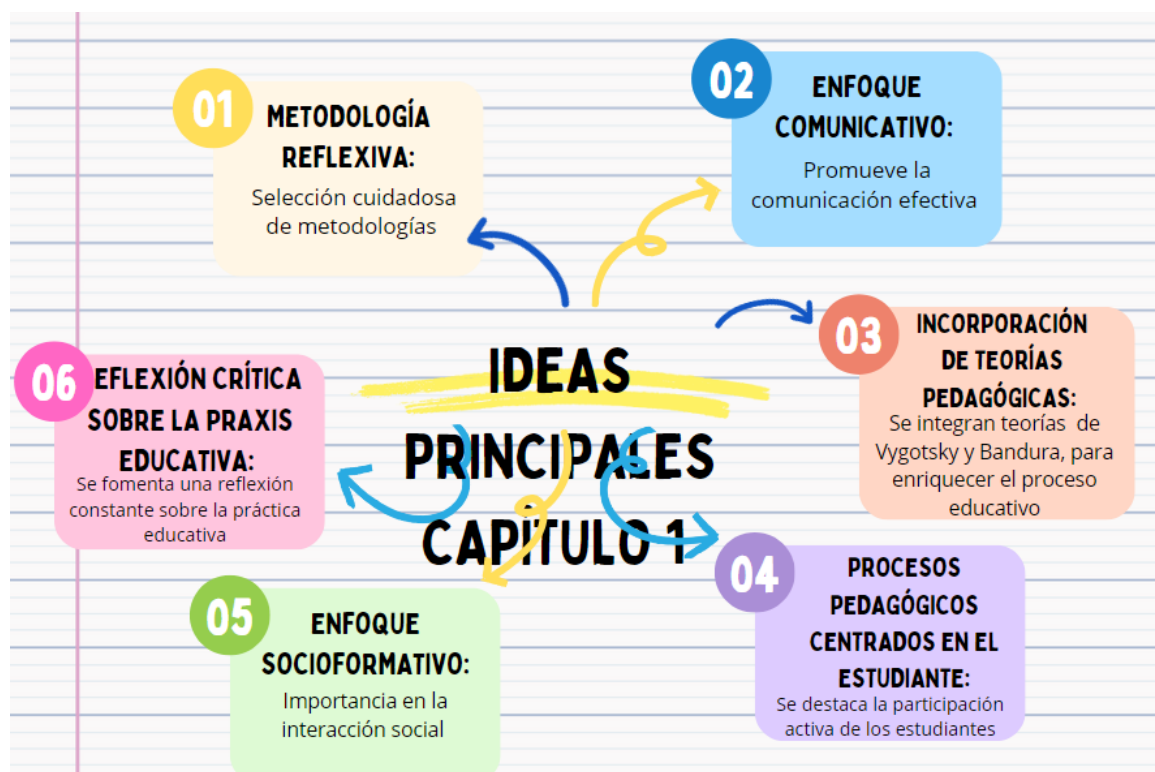 01
METODOLOGÍA
REFLEXIVA:
Selección cuidadosa
de metodologías
02
ENFOQUE
COMUNICATIVO:
Promueve la
comunicación efectiva
03
INCORPORACIÓN
DE TEORÍAS
PEDAGÓGICAS:
Se integran teorías de
Vygotsky y Bandura, para
enriquecer el proceso
educativo
IDEAS
PRINCIPALES
CAPÍTULO 1
06
EFLEXIÓN CRÍTICA
SOBRE LA PRAXIS
EDUCATIVA:
Se fomenta una reflexión
constante sobre la práctica
educativa
04
PROCESOS
PEDAGÓGICOS
CENTRADOS EN EL
ESTUDIANTE:
Se destaca la participación
activa de los estudiantes
05
ENFOQUE
SOCIOFORMATIVO:
Importancia en la
interacción social